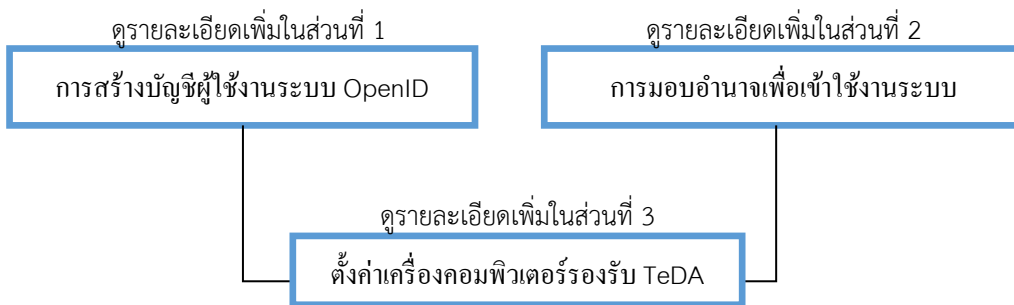 ดูรายละเอียดเพิ่มในส่วนที่ 1
การสร้างบัญชีผู้ใช้งานระบบ OpenID
ดูรายละเอียดเพิ่มในส่วนที่ 2
การมอบอำนาจเพื่อเข้าใช้งานระบบ
ดูรายละเอียดเพิ่มในส่วนที่ 3
ตั้งค่าเครื่องคอมพิวเตอร์รองรับ TeDA